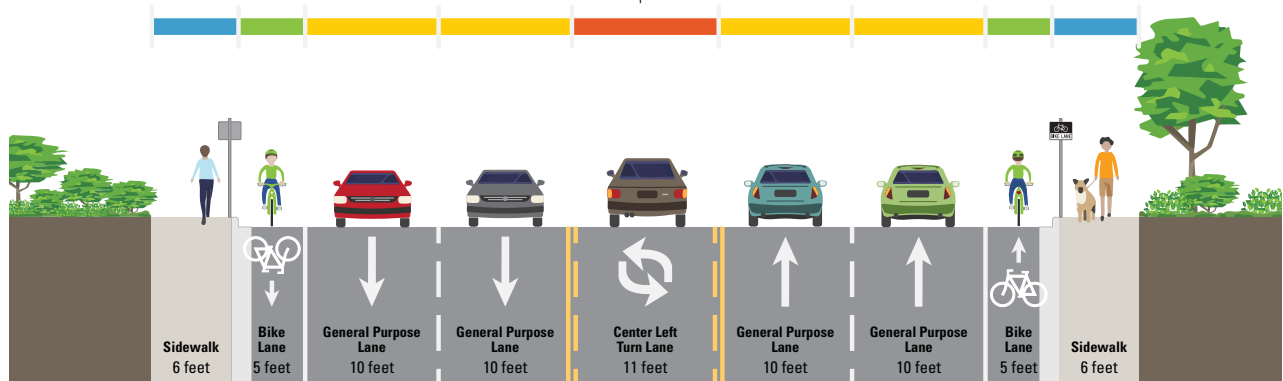 BIKE LANE
Sidewalk
6 feet
Bike
Lane
5 feet
General Purpose
Lane
10 feet
General Purpose
Lane
10 feet
Center Left
Turn Lane
11 feet
General Purpose
Lane
10 feet
General Purpose
Lane
10 feet
Bike
Lane
5 feet
Sidewalk
6 feet